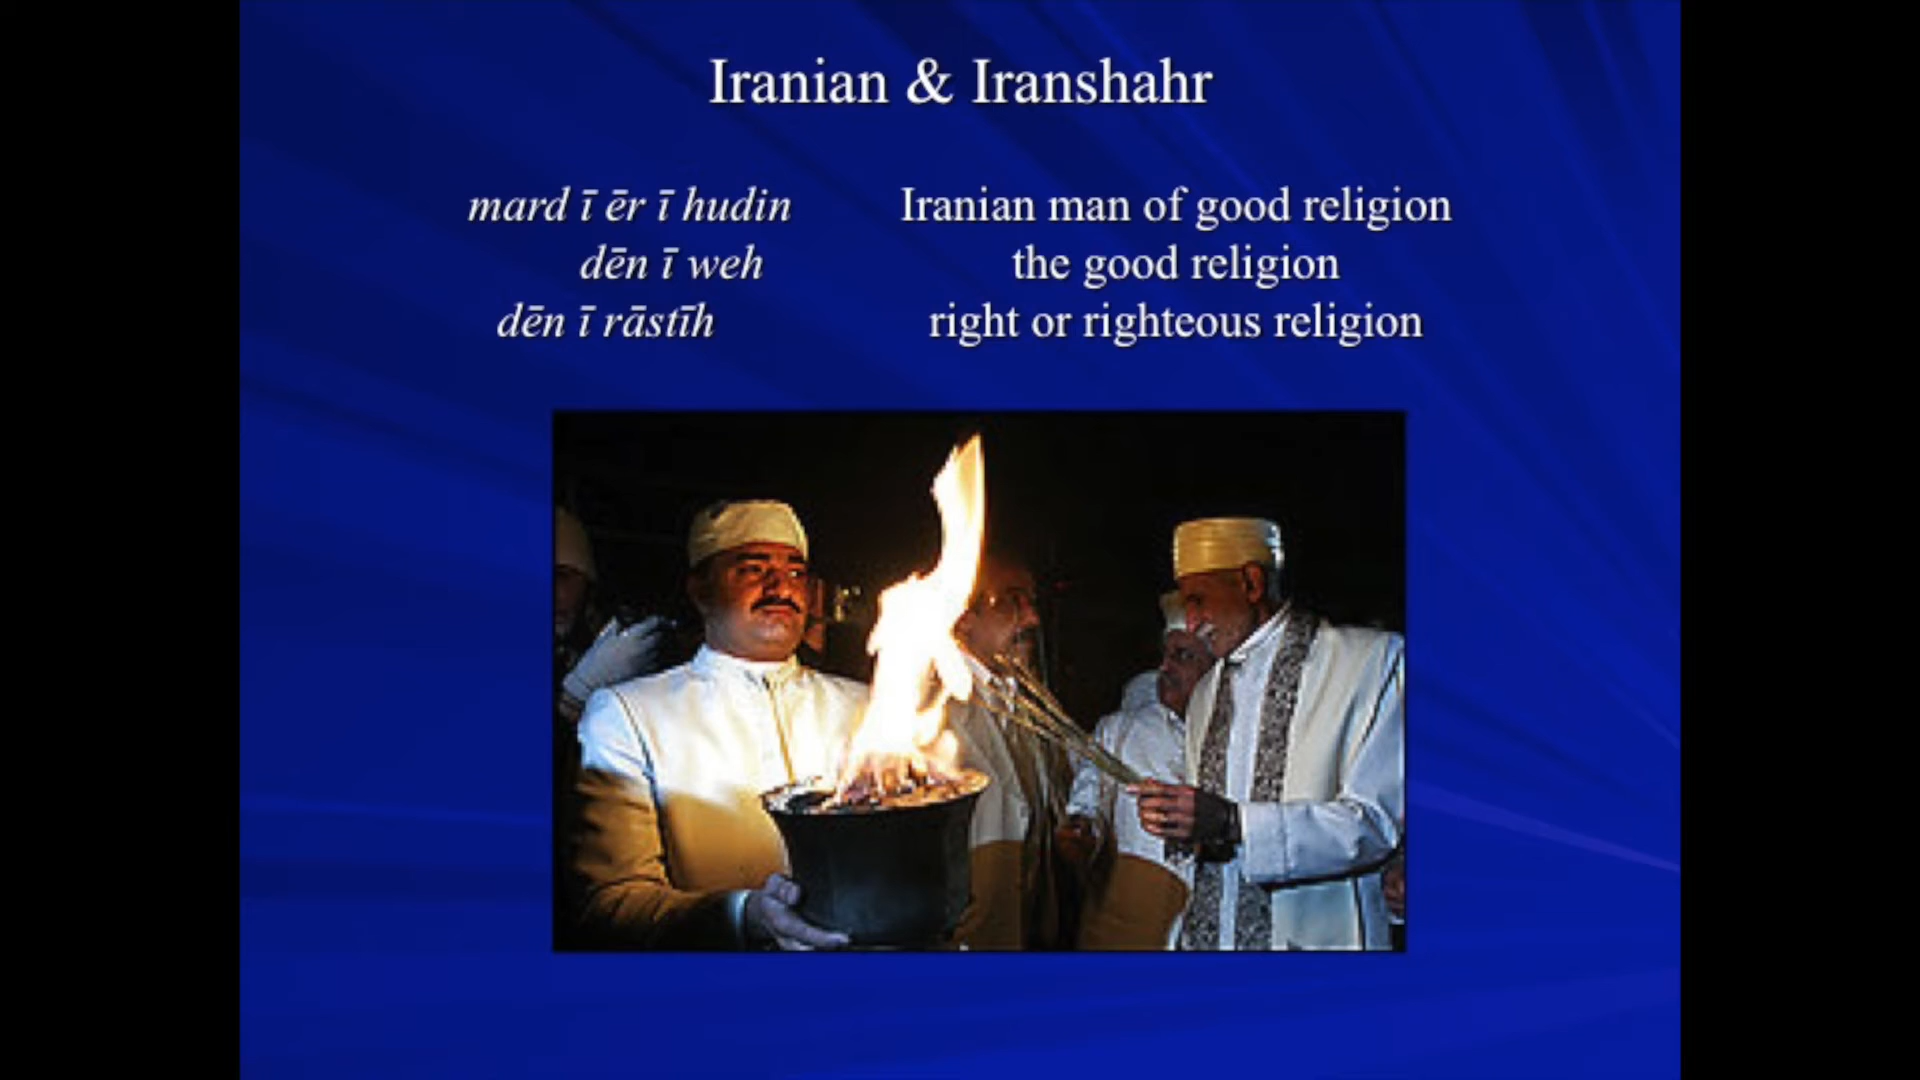 Iranian & Iranshahr
mard ī ēr ī hudin Iranian man of good religion
dēn ī weh the good religion
dēn ī rāstīh right or righteous religion